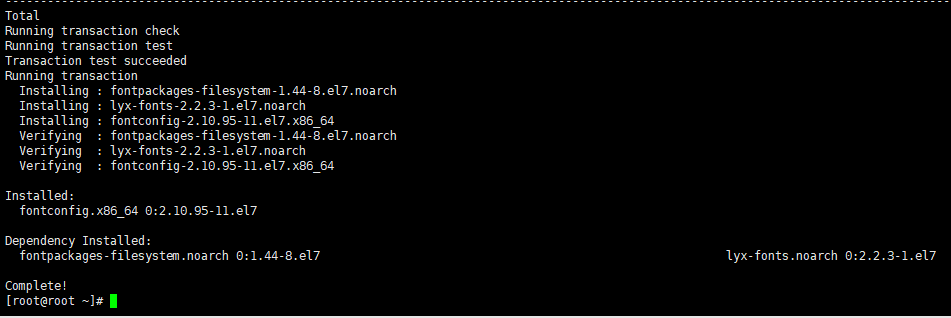 --------------------------------------------------------------------------------------------------------------------------------------
Total
Running transaction check
Running transaction test
Transaction test succeeded
Running transaction
  Installing : fontpackages-filesystem-1.44-8.el7.noarch
  Installing : lyx-fonts-2.2.3-1.el7.noarch
  Installing : fontconfig-2.10.95-11.el7.x86_64
  Verifying  : fontpackages-filesystem-1.44-8.el7.noarch
  Verifying  : lyx-fonts-2.2.3-1.el7.noarch
  Verifying  : fontconfig-2.10.95-11.el7.x86_64
Installed:
  fontconfig.x86_64 0:2.10.95-11.el7
Dependency Installed:
  fontpackages-filesystem.noarch 0:1.44-8.el7                                                          lyx-fonts.noarch 0:2.2.3-1.el7
Complete!
[root@root ~]#